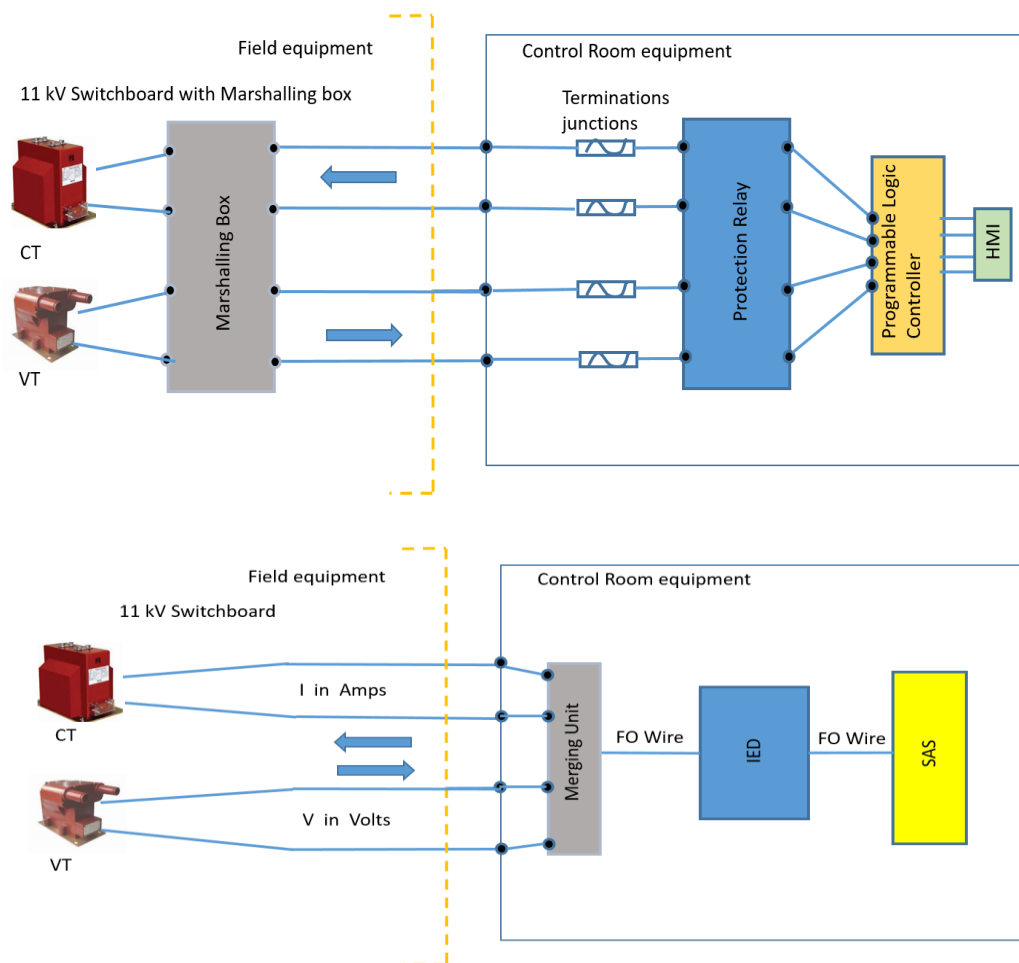 Field equipment
Control Room equipment
11 kV Switchboard with Marshalling box
Terminations
junctions
CT
VT
Marshalling Box
Protection Relay
Programmable Logic
Controller
HMI
Field equipment
Control Room equipment
11 kV Switchboard
I in Amps
CT
V in Volts
VT
Merging Unit
FO Wire
IED
FO Wire
SAS